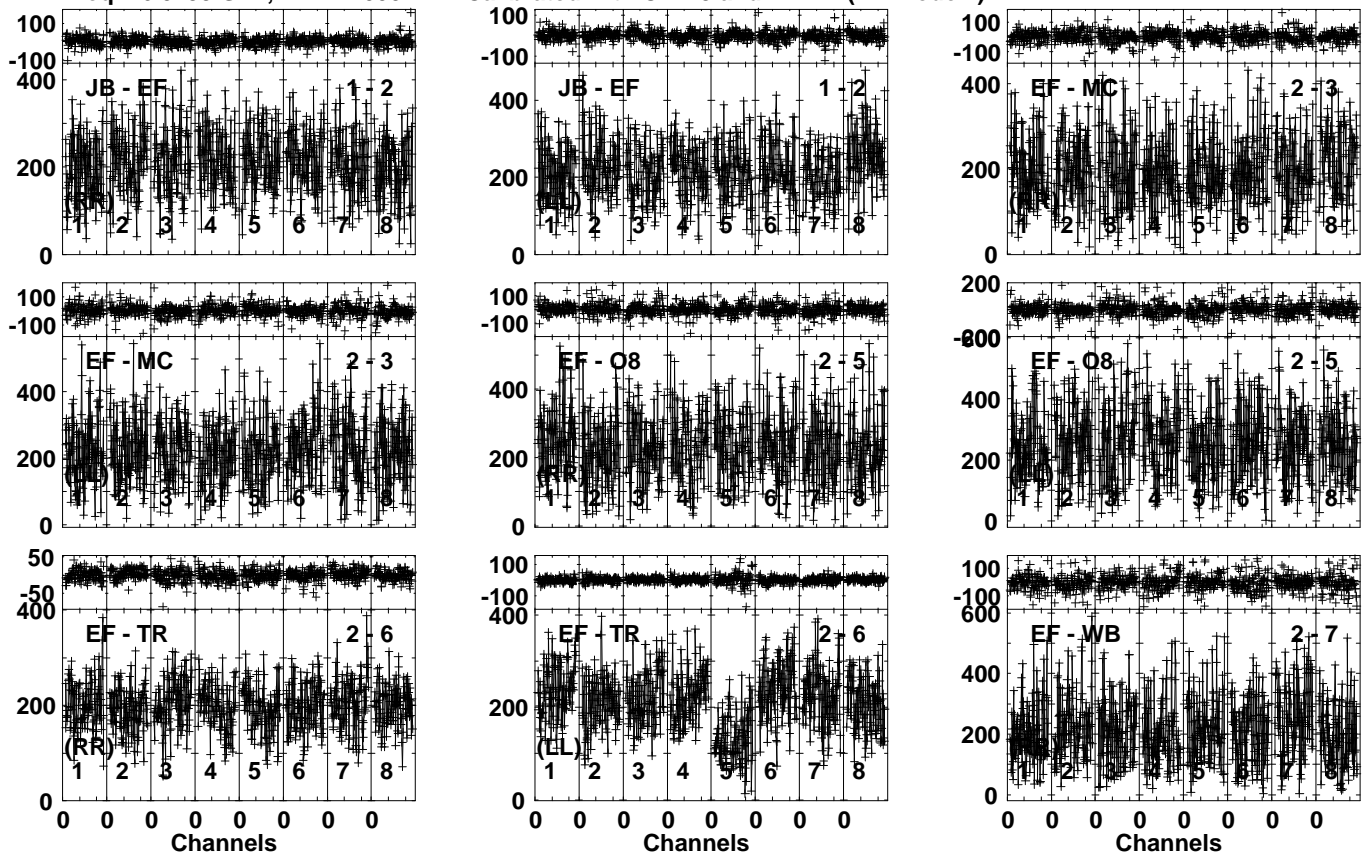 100 100 100
-100 -100 -100
400 JB - EF 1 - 2 400 JB - EF 1 - 2 400 EF - MC 2 - 3
200 200 200
(RR) (LL)
1 2 3 4 5 6 7 8 1 2 3 4 5 6 7 8 1 2 3 4 5 6 7 8
0 0 0
100 100 200
-100 -100
EF - MC 2 - 3 EF - O8 2 - 5 600 EF - O8 2 - 5
400 400 400
200 200 200
(LL) (RR)
1 2 3 4 5 6 7 8 1 2 3 4 5 6 7 8 1 2 3 4 5 6 7 8
0 0 0
50 100 100
-50 -100 -100
400 EF - TR 2 - 6 400 EF - TR 2 - 6 600 EF - WB 2 - 7
400
200 200 200
(RR) (LL)
1 2 3 4 5 6 7 8 1 2 3 4 5 6 7 8 1 2 3 4 5 6 7 8
0 0 0
0 0 0 0 0 0 0 0 0 0 0 0 0 0 0 0 0 0 0 0 0 0 0 0
Channels Channels Channels